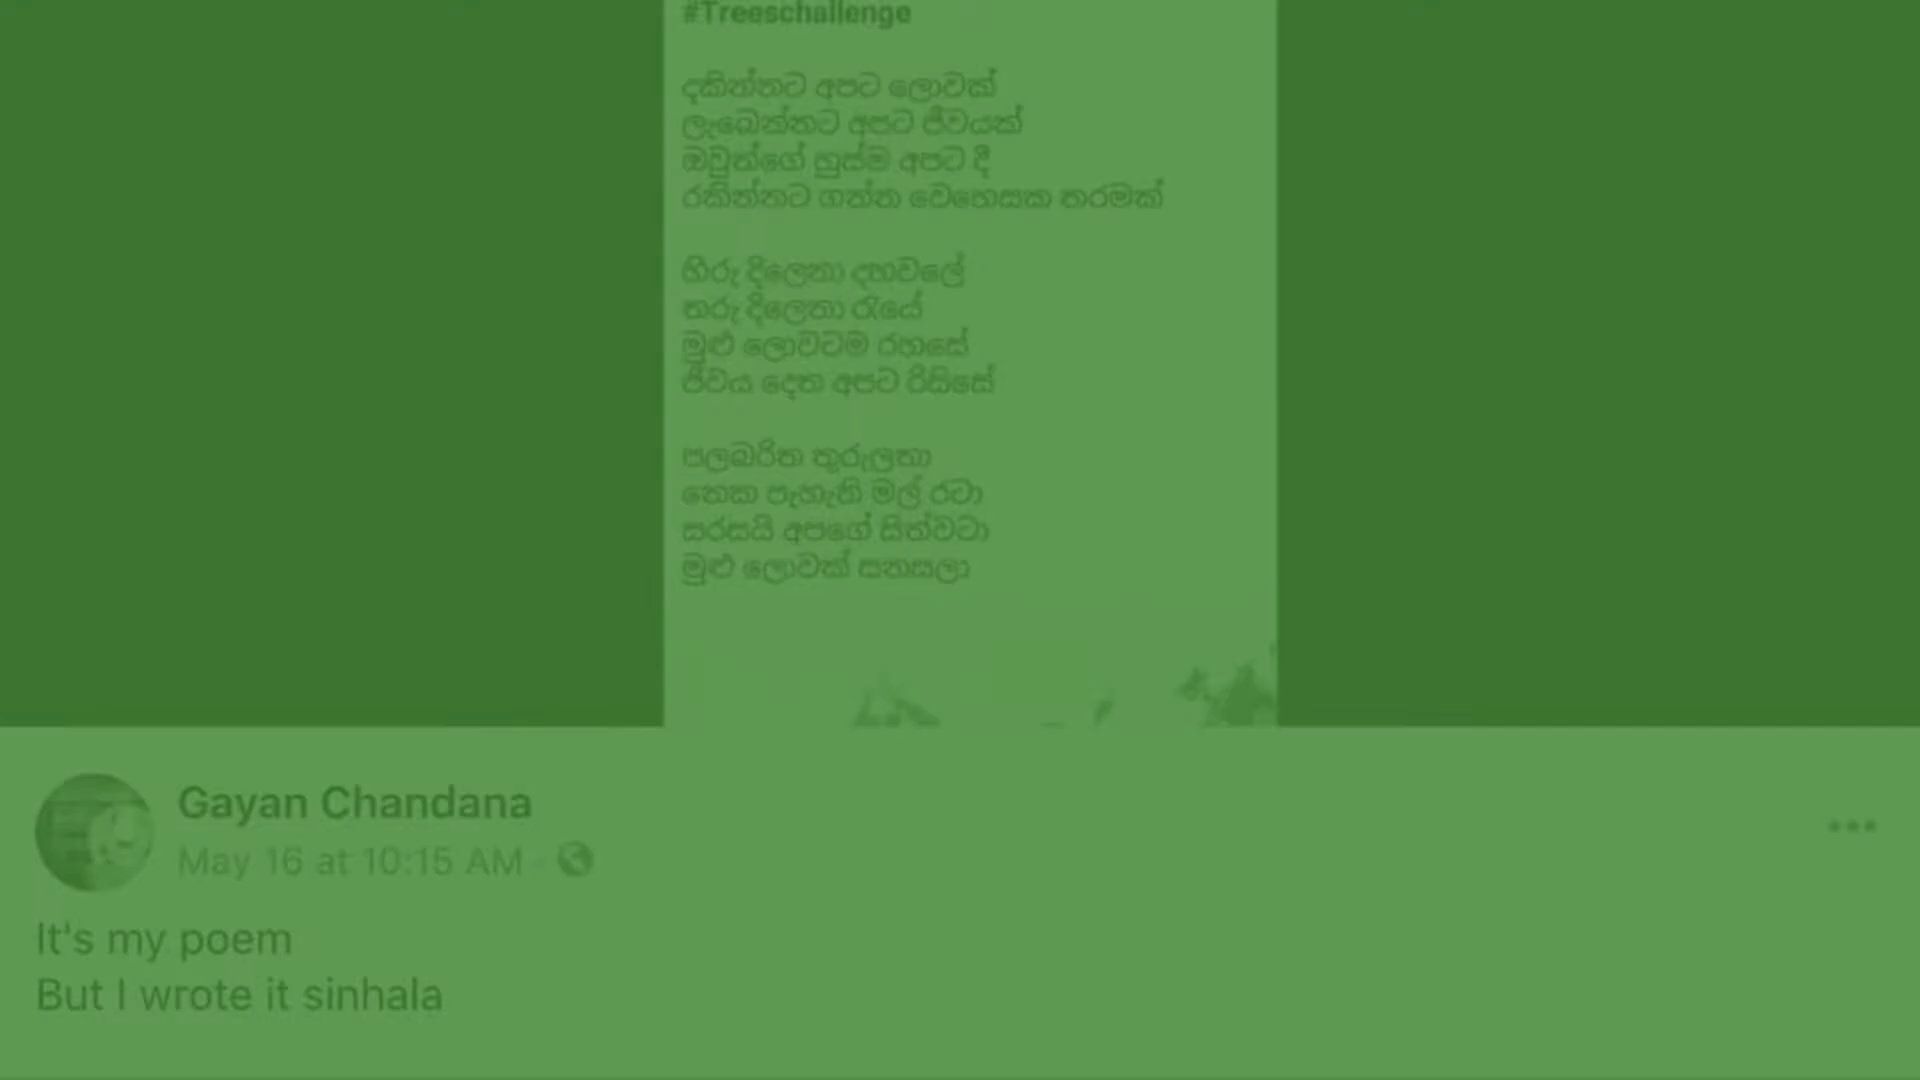 #Treeschallenge
දකින්නට අපට ලොවක්
ලැබෙන්නට අපට ජීවයක්
ඔවුන්ගේ හුස්ම අපට දී
රකින්නට ගන්න වෙහෙසක තරමක්
හිරු දිලෙනා දහවලේ
තරු දිලෙනා රැයේ
මුළු ලොවටම රහසේ
ජීවය දෙත අපට රිසිසේ
පලබරිත තුරුලතා
නෙක පැහැති මල් රටා
සරසයි අපගේ සිත්වටා
මුළු ලොවක් සනසලා
Gayan Chandana
May 16 at 10:15 AM ·
It's my poem
But I wrote it sinhala